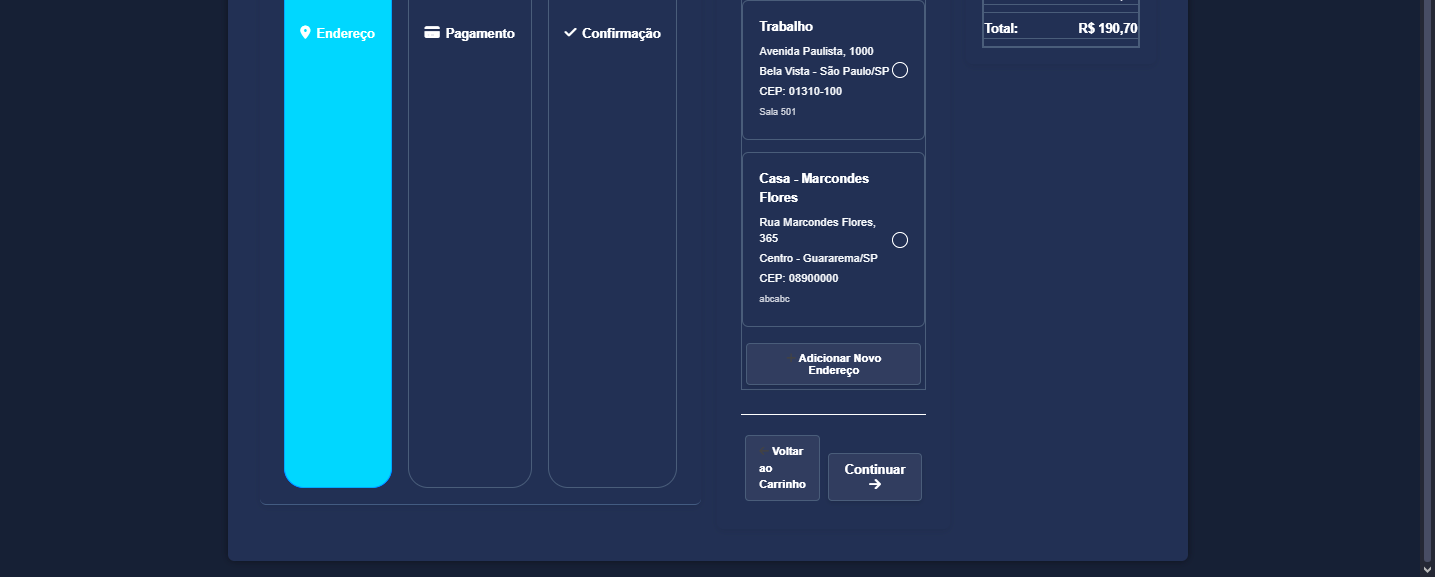 Endereço
Pagamento
Confirmação
Trabalho
Avenida Paulista, 1000
Bela Vista - São Paulo/SP
CEP: 01310-100
Sala 501
Casa - Marcondes
Flores
Rua Marcondes Flores,
365
Centro - Guararema/SP
CEP: 08900000
abcabc
Adicionar Novo
Endereço
Voltar
ao
Carrinho
Continuar
Total: R$ 190,70